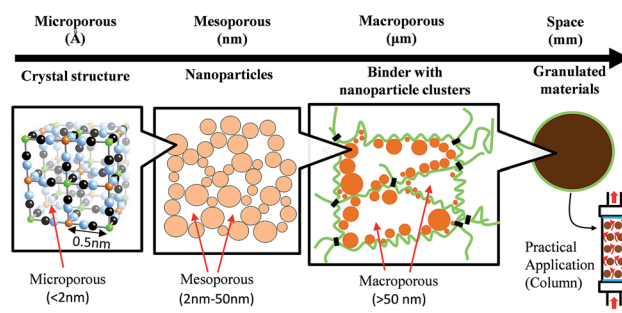 Microporous
(Å)
Mesoporous
(nm)
Macroporous
(μm)
Space
(mm)
Crystal structure
Nanoparticles
Binder with
nanoparticle clusters
Granulated
materials
0.5nm
Microporous
(<2nm)
Mesoporous
(2nm-50nm)
Macroporous
(>50 nm)
Practical
Application
(Column)